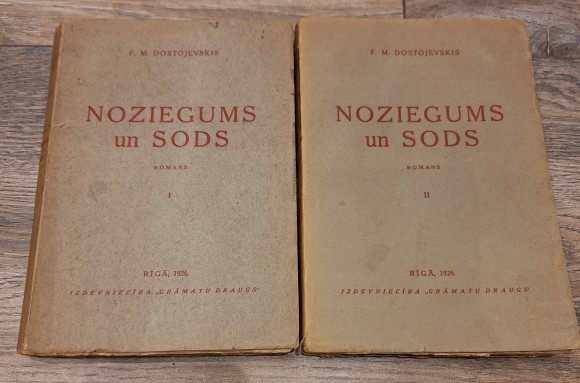 F. M. DOSTOJEVSKIS
NOZIEGUMS
un SODS
ROMANS
I
RĪGĀ, 1926.
IZDEVNIECĪBA „GRĀMATU DRAUGS"
F. M. DOSTOJEVSKIS
NOZIEGUMS
un SODS
ROMANS
II
RĪGĀ, 1926.
IZDEVNIECĪBA „GRĀMATU DRAUGS"